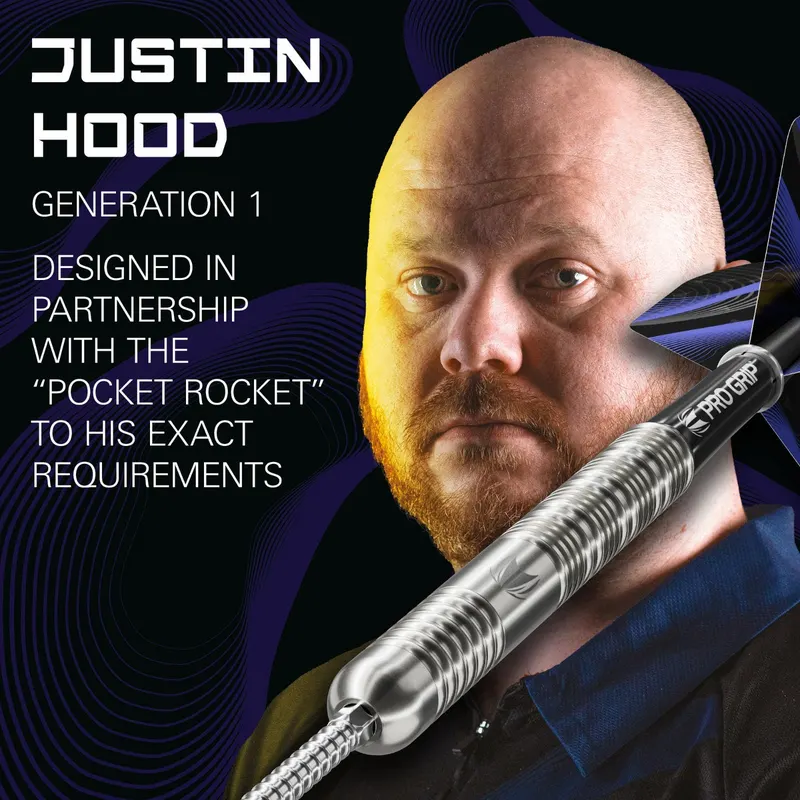 JUSTIN
HOOD
GENERATION 1
DESIGNED IN
PARTNERSHIP
WITH THE
“POCKET ROCKET”
TO HIS EXACT
REQUIREMENTS
PRO GRIP